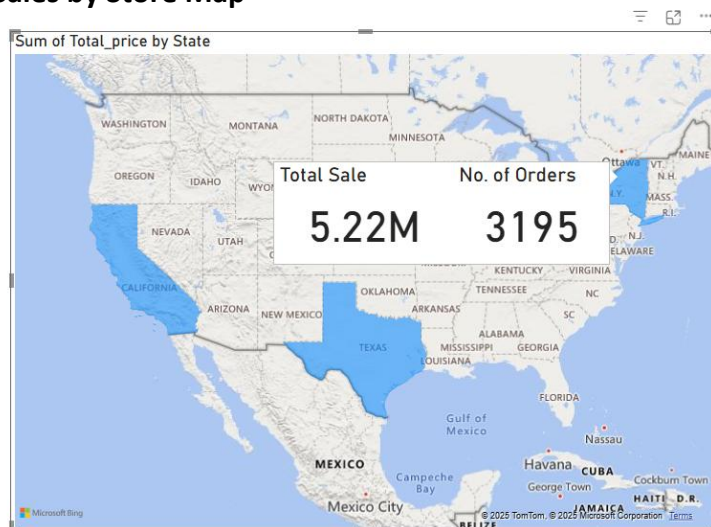 Sales by Store Map
Sum of Total_price by State
WASHINGTON
MONTANA
NORTH DAKOTA
MINNESOTA
Ottawa
VT.
MAINE
N.H.
OREGON
IDAHO
N.Y.
MASS.
R.I.
Total Sale
No. of Orders
5.22M
3195
NEVADA
UTAH
N.J.
KENTUCKY
VIRGINIA
CALIFORNIA
OKLAHOMA
TENNESSEE
NC
ARIZONA
NEW MEXICO
ARKANSAS
SC
ALABAMA
TEXAS
MISSISSIPPI
GEORGIA
LOUISIANA
FLORIDA
Gulf of
Mexico
Nassau
MEXICO
Havana
CUBA
Campeche
Bay
George Town
Cockburn Town
HAITI
D.R.
Mexico City
JAMAICA
Microsoft Bing
© 2025 TomTom, © 2025 Microsoft Corporation Terms
BELIZE